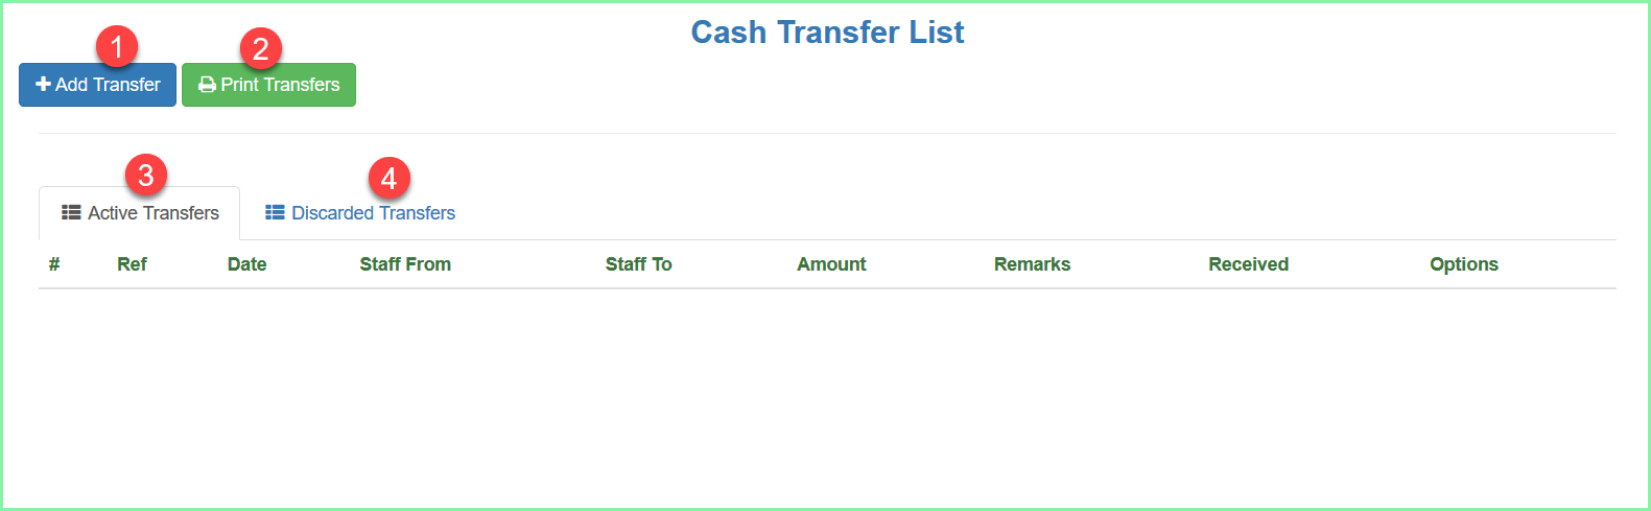 Cash Transfer List
1 2
Add Transfer Print Transfers
3 4
Active Transfers Discarded Transfers
# Ref Date Staff From Staff To Amount Remarks Received Options